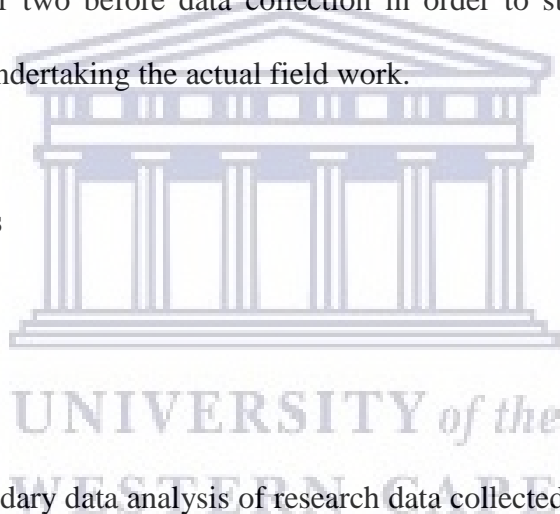 two before data collection in order to
ndertaking the actual field work.
s
UNIVERSITY of the
WESTERN CAPE
dary data analysis of research data collected